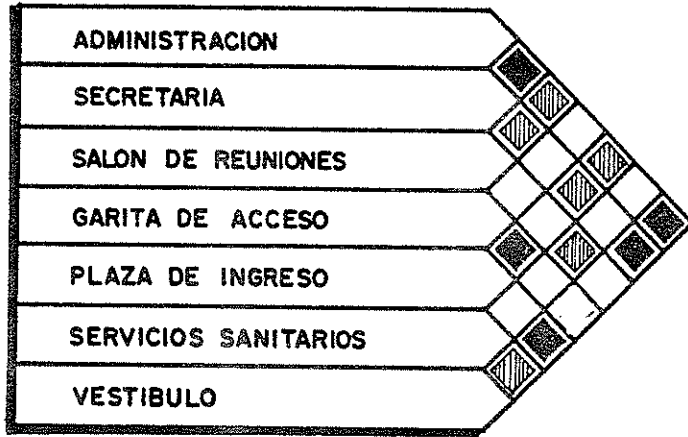 ADMINISTRACION
SECRETARIA
SALON DE REUNIONES
GARITA DE ACCESO
PLAZA DE INGRESO
SERVICIOS SANITARIOS
VESTIBULO